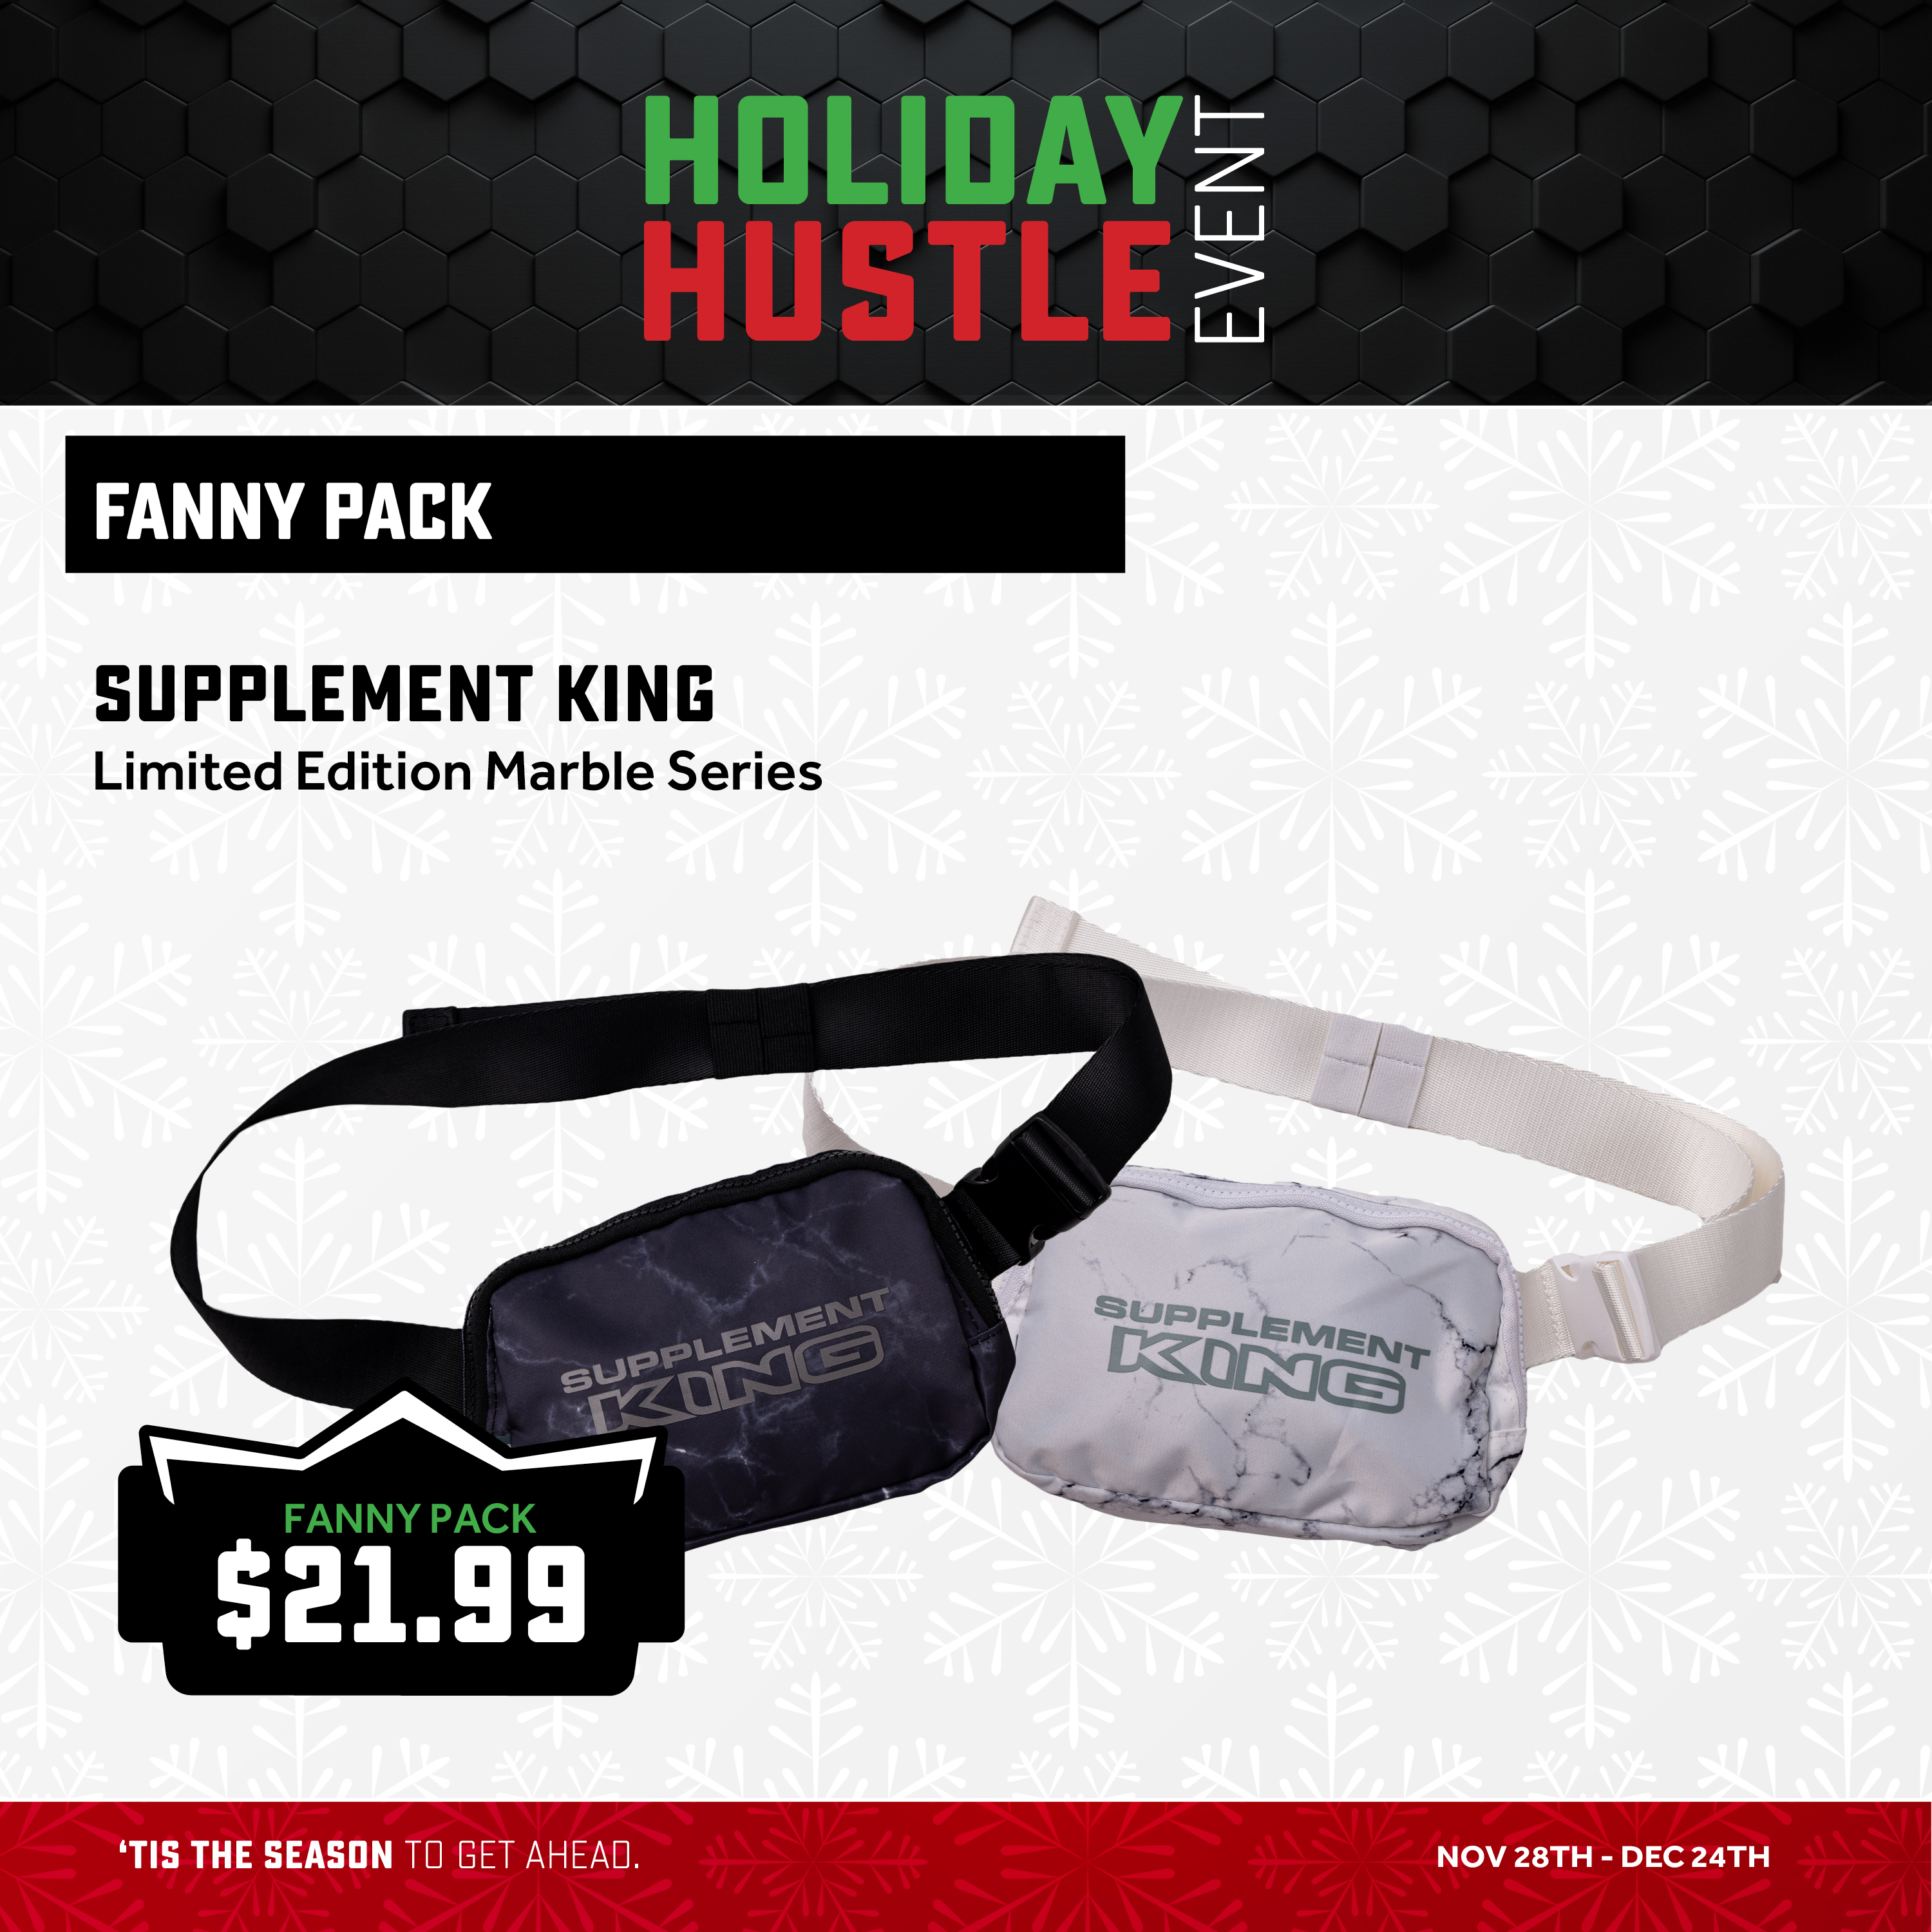 HOLIDAY
HUSTLE
EVENT
FANNY PACK
SUPPLEMENT KING
Limited Edition Marble Series
SUPPLEMENT
KING
SUPPLEMENT
KING
FANNY PACK
$21.99
‘TIS THE SEASON TO GET AHEAD.
NOV 28TH - DEC 24TH